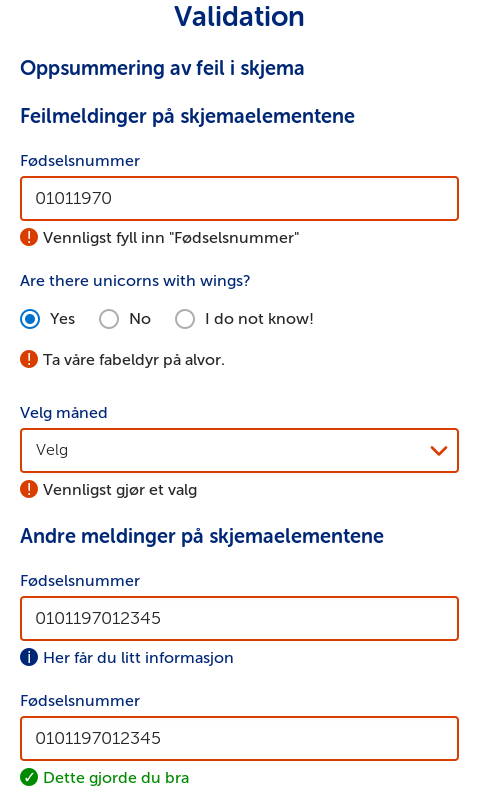 Validation
Oppsummering av feil i skjema
Feilmeldinger på skjemaelementene
Fødselsnummer
01011970
! Vennligst fyll inn "Fødselsnummer"
Are there unicorns with wings?
Yes No I do not know!
! Ta våre fabeldyr på alvor.
Velg måned
Velg
! Vennligst gjør et valg
Andre meldinger på skjemaelementene
Fødselsnummer
0101197012345
i Her får du litt informasjon
Fødselsnummer
0101197012345
✓ Dette gjorde du bra